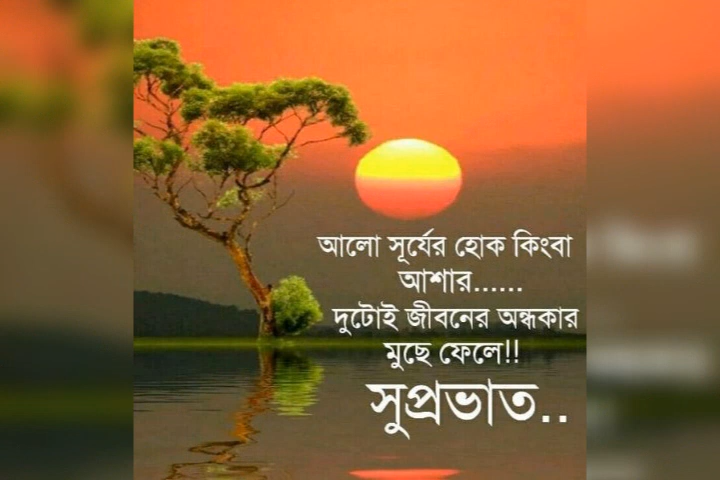 আলো সূর্যের হোক কিংবা
আশার......
দুটোই জীবনের অন্ধকার
মুছে ফেলে!!
সুপ্রভাত..